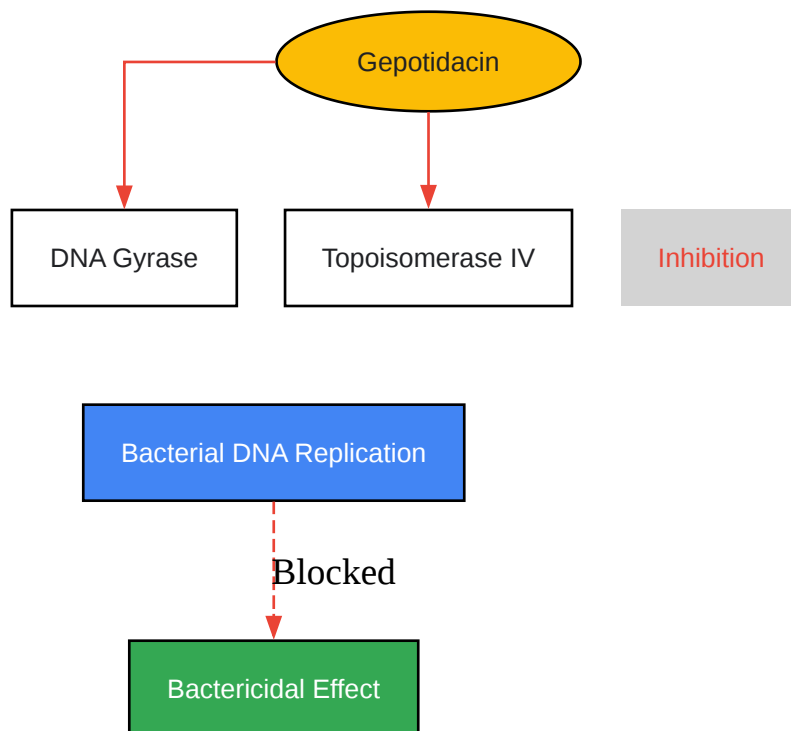 Gepotidacin
DNA Gyrase
Topoisomerase IV
Inhibition
Bacterial DNA Replication
Blocked
Bactericidal Effect